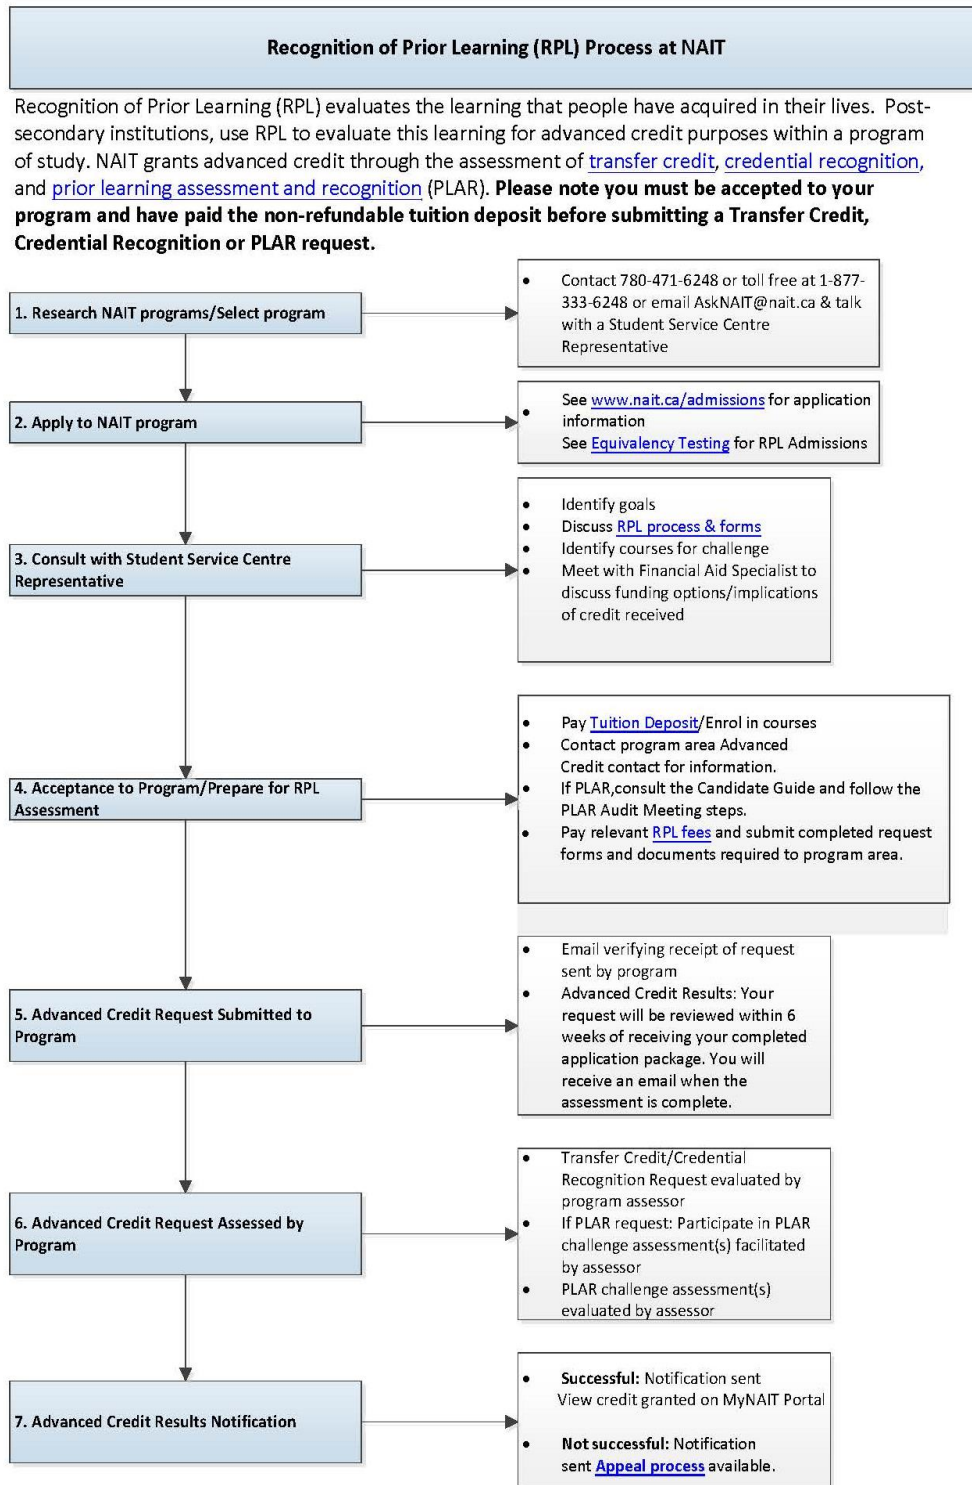 Recognition of Prior Learning (RPL) Process at NAIT
Recognition of Prior Learning (RPL) evaluates the learning that people have acquired in their lives. Post-
secondary institutions, use RPL to evaluate this learning for advanced credit purposes within a program
of study. NAIT grants advanced credit through the assessment of transfer credit, credential recognition,
and prior learning assessment and recognition (PLAR). Please note you must be accepted to your
program and have paid the non-refundable tuition deposit before submitting a Transfer Credit,
Credential Recognition or PLAR request.
1. Research NAIT programs/Select program
• Contact 780-471-6248 or toll free at 1-877-
333-6248 or email AskNAIT@nait.ca & talk
with a Student Service Centre
Representative
2. Apply to NAIT program
• See www.nait.ca/admissions for application
information
See Equivalency Testing for RPL Admissions
3. Consult with Student Service Centre
Representative
• Identify goals
• Discuss RPL process & forms
• Identify courses for challenge
• Meet with Financial Aid Specialist to
discuss funding options/implications
of credit received
4. Acceptance to Program/Prepare for RPL
Assessment
• Pay Tuition Deposit/Enrol in courses
• Contact program area Advanced
Credit contact for information.
• If PLAR,consult the Candidate Guide and follow the
PLAR Audit Meeting steps.
• Pay relevant RPL fees and submit completed request
forms and documents required to program area.
5. Advanced Credit Request Submitted to
Program
• Email verifying receipt of request
sent by program
• Advanced Credit Results: Your
request will be reviewed within 6
weeks of receiving your completed
application package. You will
receive an email when the
assessment is complete.
6. Advanced Credit Request Assessed by
Program
• Transfer Credit/Credential
Recognition Request evaluated by
program assessor
• If PLAR request: Participate in PLAR
challenge assessment(s) facilitated
by assessor
• PLAR challenge assessment(s)
evaluated by assessor
7. Advanced Credit Results Notification
• Successful: Notification sent
View credit granted on MyNAIT Portal
• Not successful: Notification
sent Appeal process available.